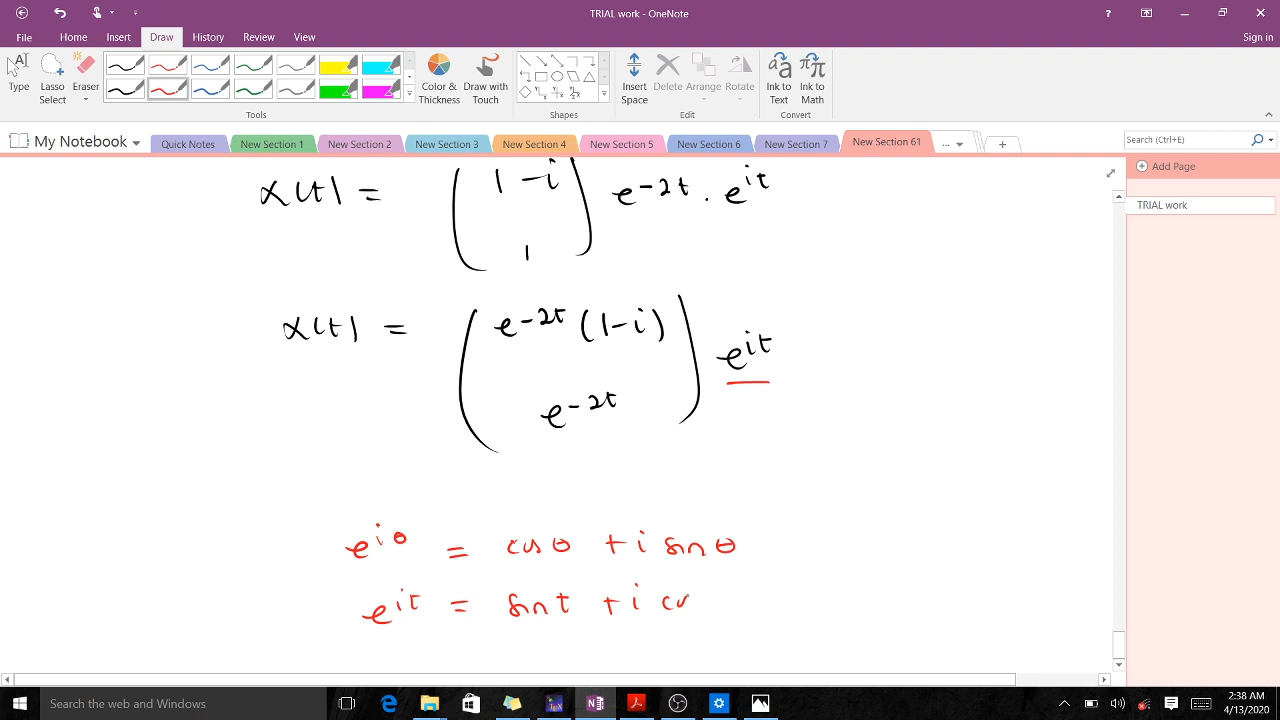 TRIAL work - OneNote
Sign in
File Home Insert Draw History Review View
Type Lasso Select Eraser Color & Thickness Draw with Touch Insert Space Delete Arrange Rotate Ink to Text Ink to Math
Tools Shapes Edit Convert
My Notebook Quick Notes New Section 1 New Section 2 New Section 3 New Section 4 New Section 5 New Section 6 New Section 7 New Section 61 ... Search (Ctrl+E)
Add Page
TRIAL work
x(t) = (1-i
1) e^-2t . e^it
x(t) = (e^-2t (1-i)
e^-2t) e^it
e^iθ = cosθ + i sinθ
e^it = sin t + i co
Search the web and Windows
2:38 AM
4/13/2020